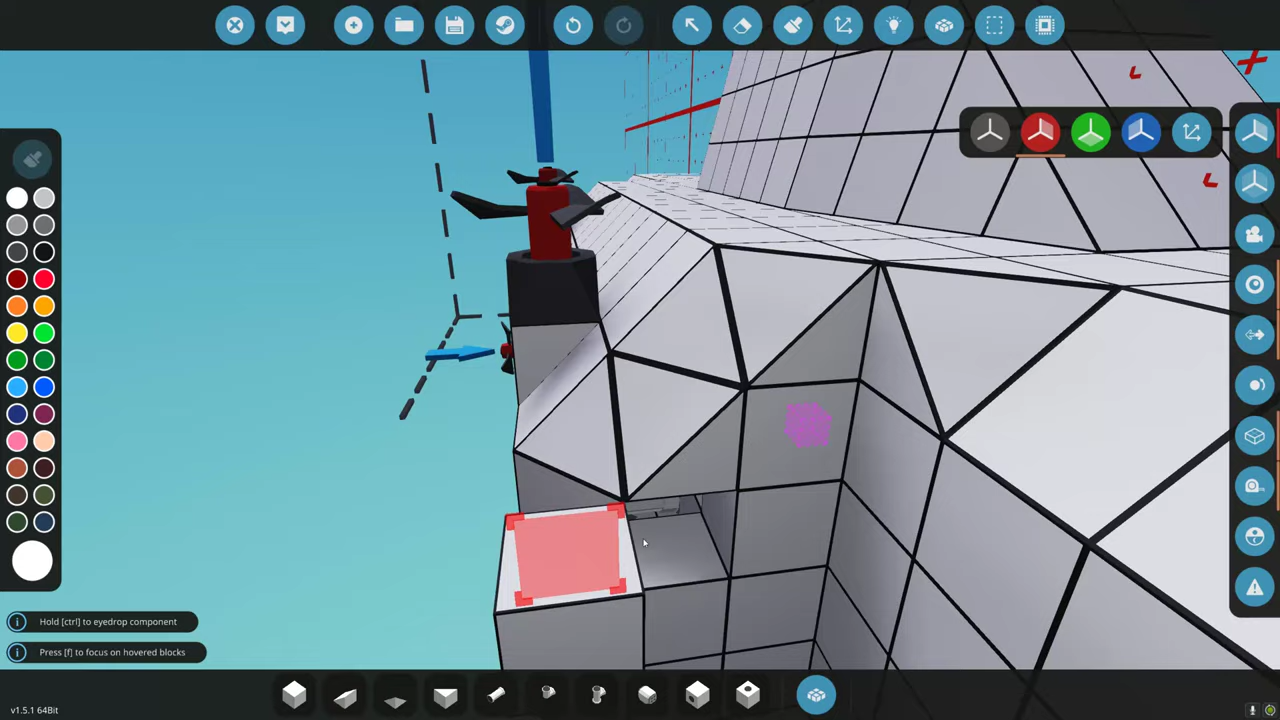 Hold [ctrl] to eyedrop component
Press [f] to focus on hovered blocks
v1.5.1 64Bit